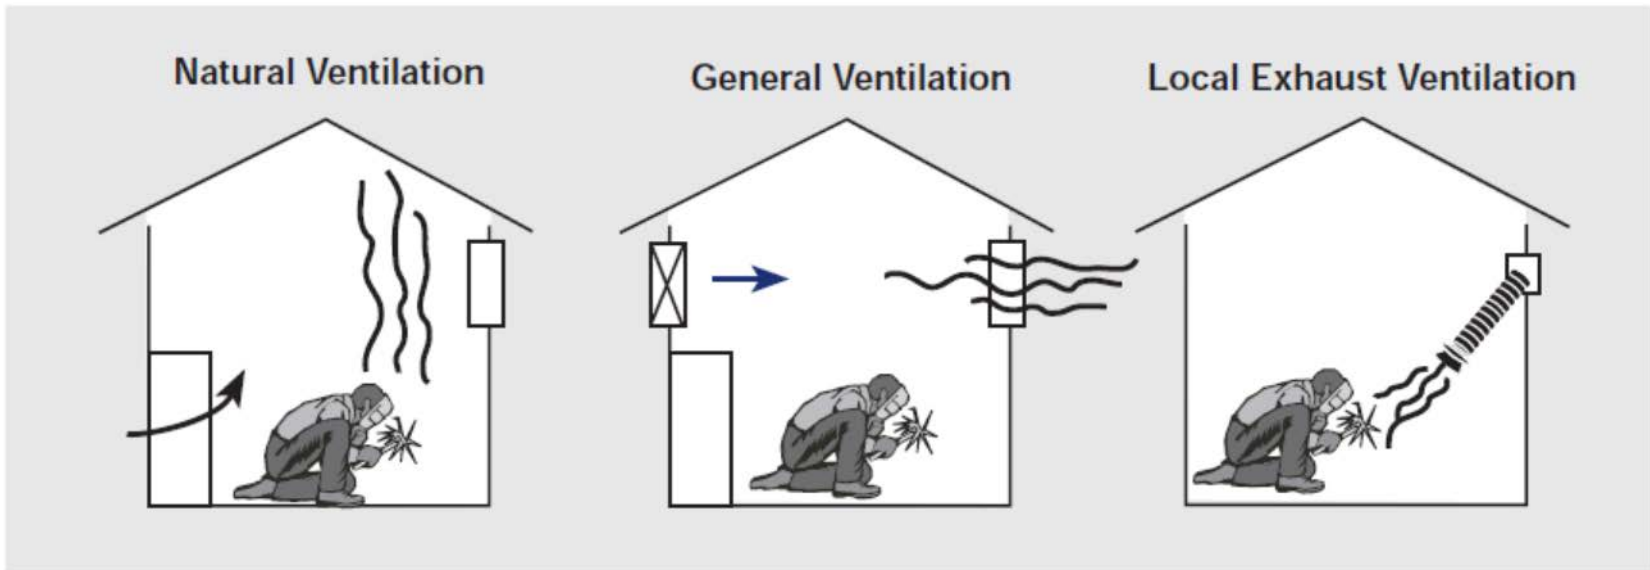 Natural Ventilation
General Ventilation
Local Exhaust Ventilation